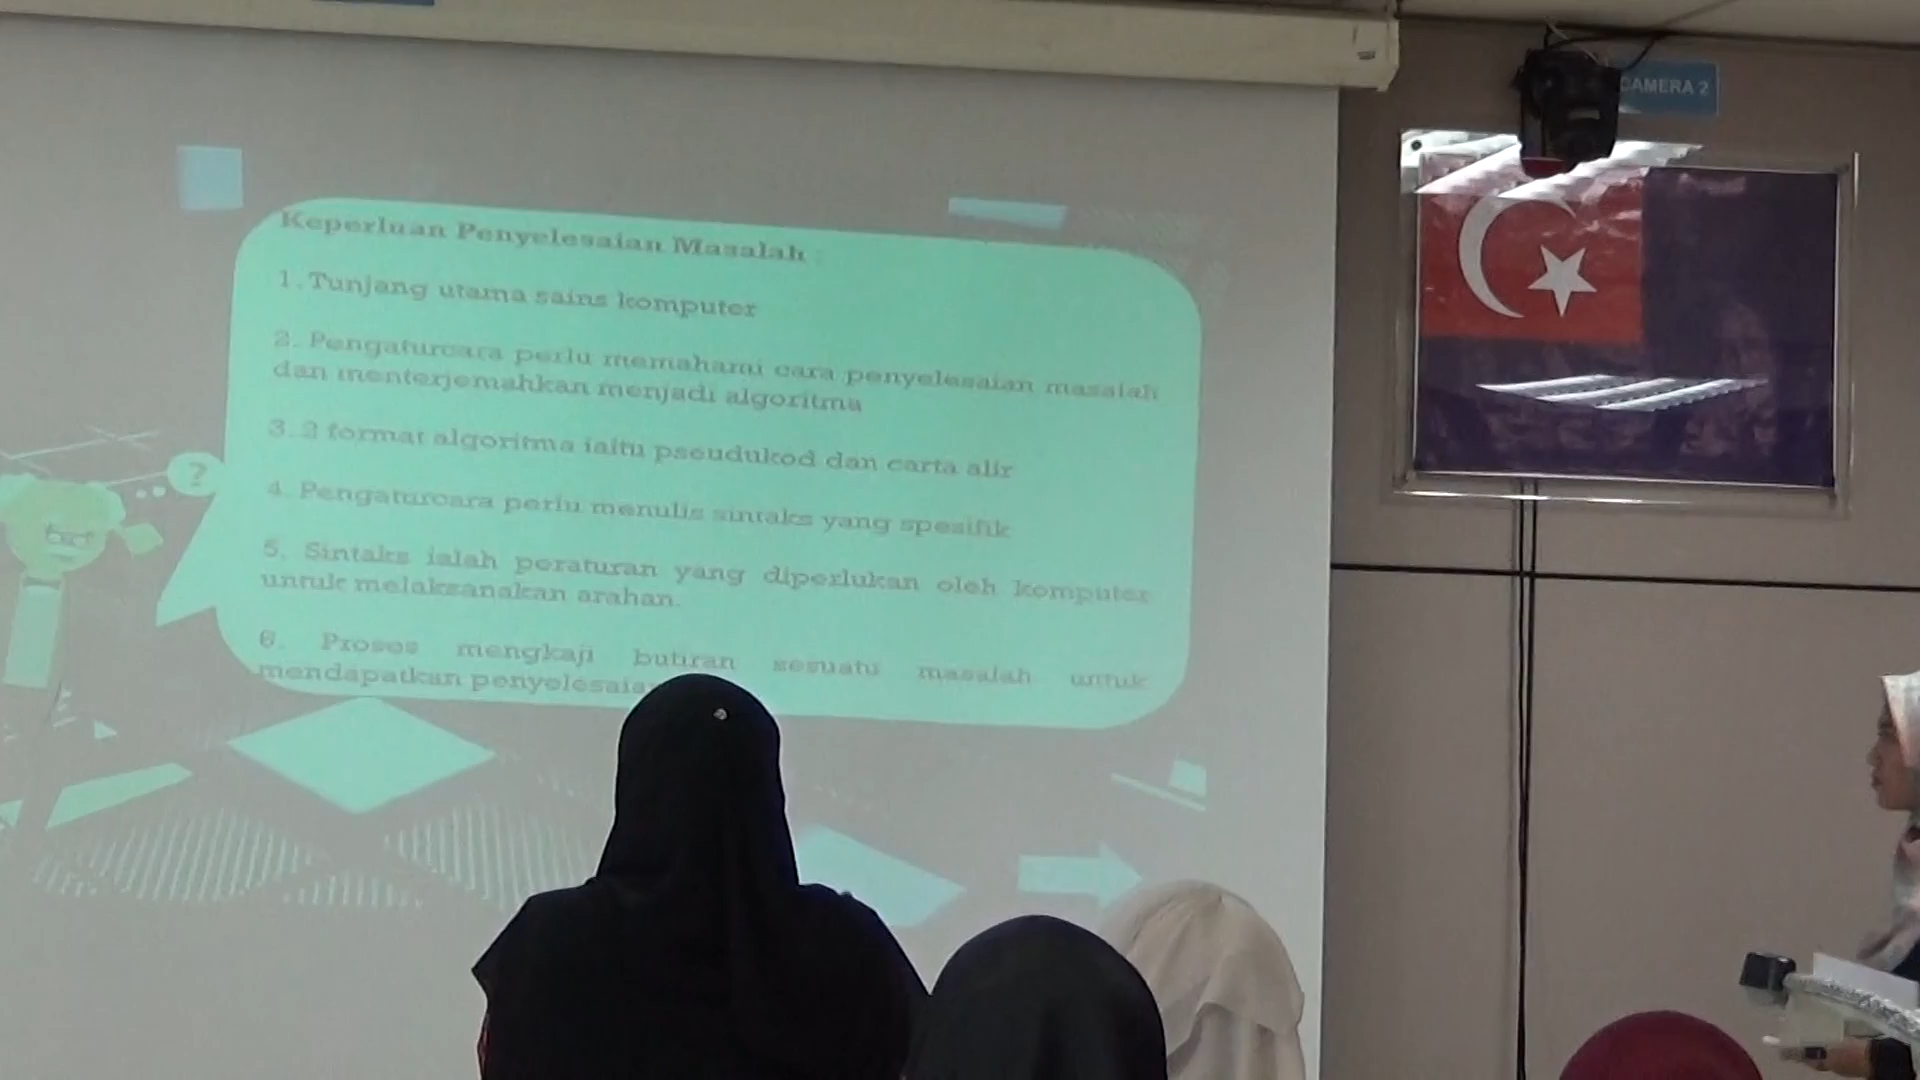 Keperluan Penyelesaian Masalah :
1. Tunjang utama sains komputer
2. Pengaturcara perlu memahami cara penyelesaian masalah
dan menterjemahkan menjadi algoritma
3. 2 format algoritma iaitu pseudukod dan carta alir
4. Pengaturcara perlu menulis sintaks yang spesifik
5. Sintaks ialah peraturan yang diperlukan oleh komputer
untuk melaksanakan arahan.
6. Proses mengkaji butiran sesuatu masalah untuk
mendapatkan penyelesaian
?
CAMERA 2